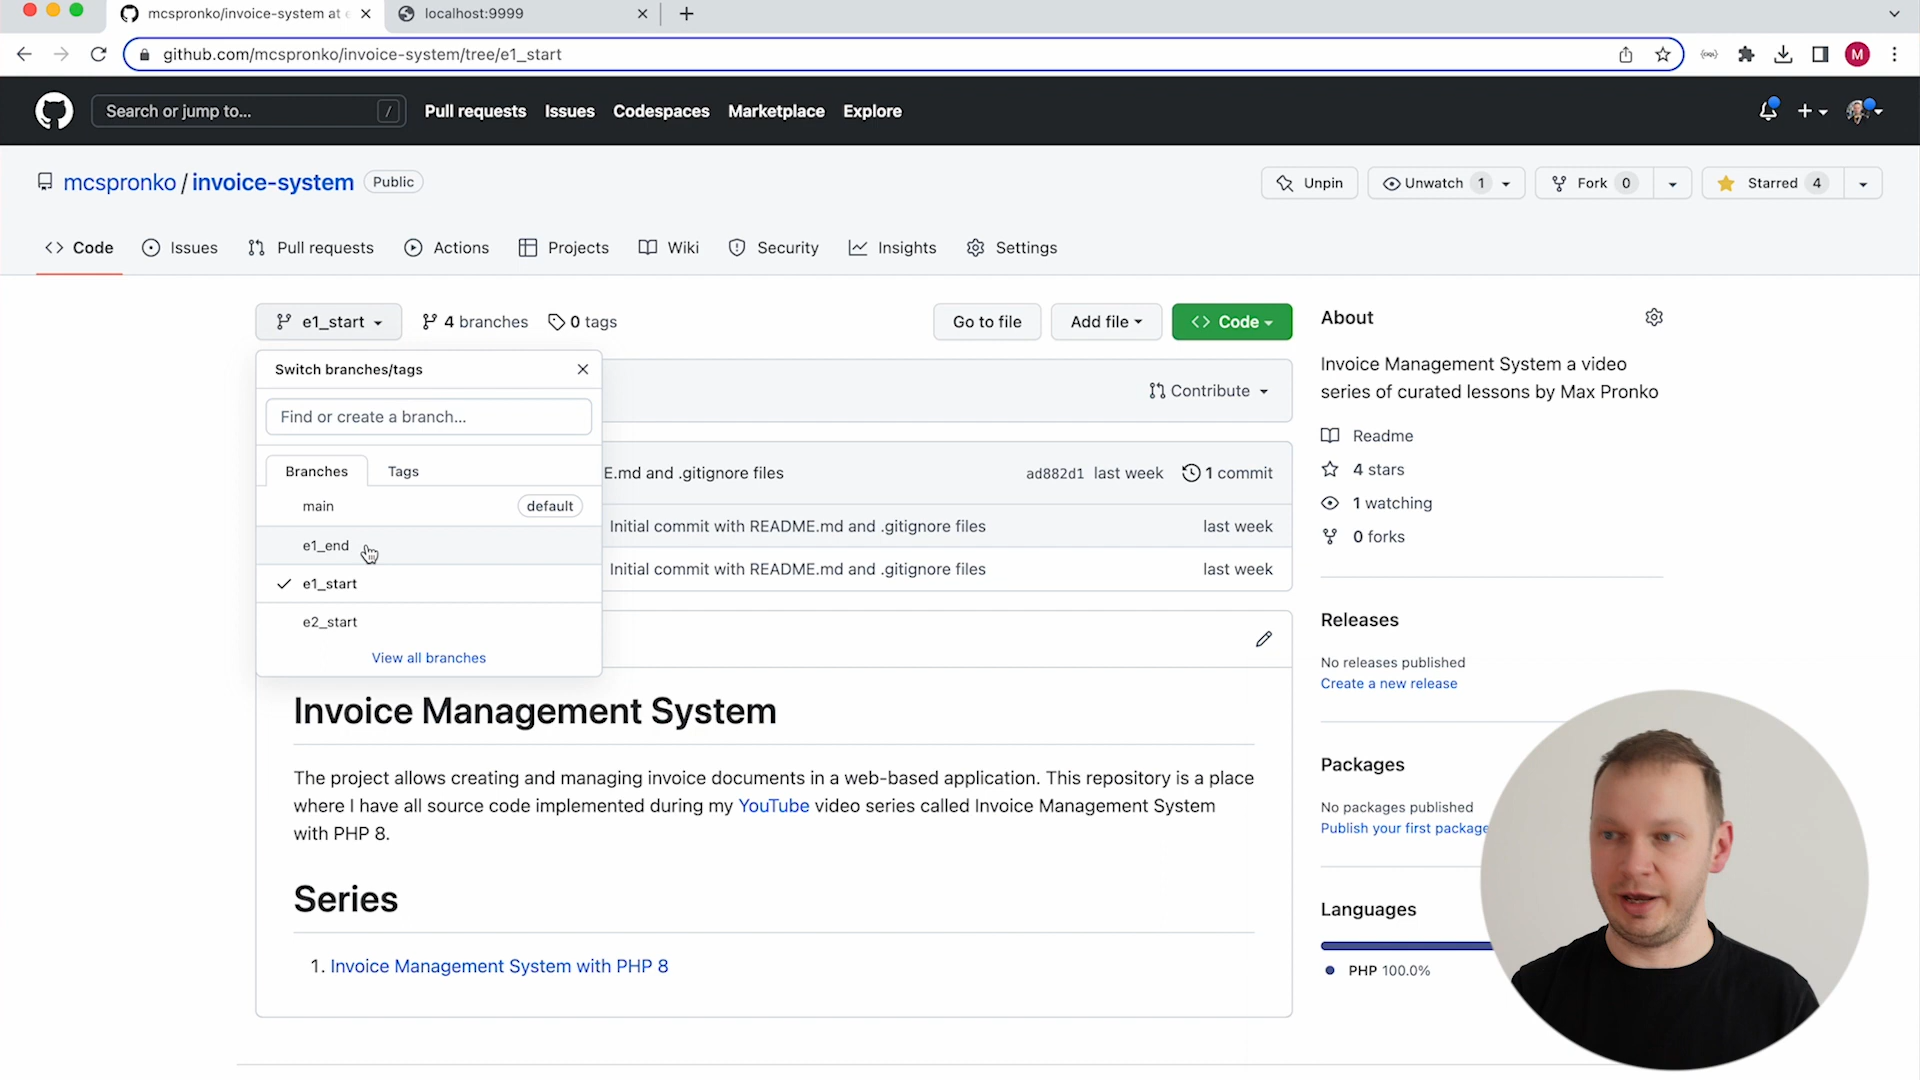 mcspronko/invoice-system at e
localhost:9999
github.com/mcspronko/invoice-system/tree/e1_start
M
Search or jump to...
/
Pull requests
Issues
Codespaces
Marketplace
Explore
mcspronko / invoice-system
Public
Unpin
Unwatch 1
Fork 0
Starred 4
Code
Issues
Pull requests
Actions
Projects
Wiki
Security
Insights
Settings
e1_start
4 branches
0 tags
Go to file
Add file
Code
Switch branches/tags
Find or create a branch...
Branches
Tags
main
default
e1_end
e1_start
e2_start
View all branches
Contribute
E.md and .gitignore files
ad882d1 last week
1 commit
Initial commit with README.md and .gitignore files
last week
Initial commit with README.md and .gitignore files
last week
Invoice Management System
The project allows creating and managing invoice documents in a web-based application. This repository is a place
where I have all source code implemented during my YouTube video series called Invoice Management System
with PHP 8.
Series
1. Invoice Management System with PHP 8
About
Invoice Management System a video
series of curated lessons by Max Pronko
Readme
4 stars
1 watching
0 forks
Releases
No releases published
Create a new release
Packages
No packages published
Publish your first package
Languages
PHP 100.0%